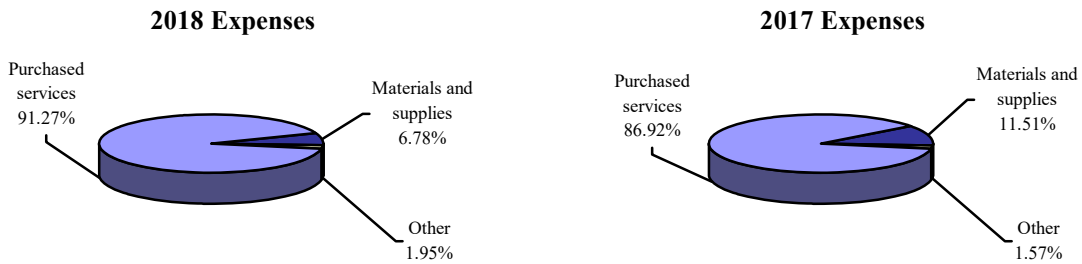 2018 Expenses
Purchased
services
91.27%
Materials and
supplies
6.78%
Other
1.95%
2017 Expenses
Purchased
services
86.92%
Materials and
supplies
11.51%
Other
1.57%